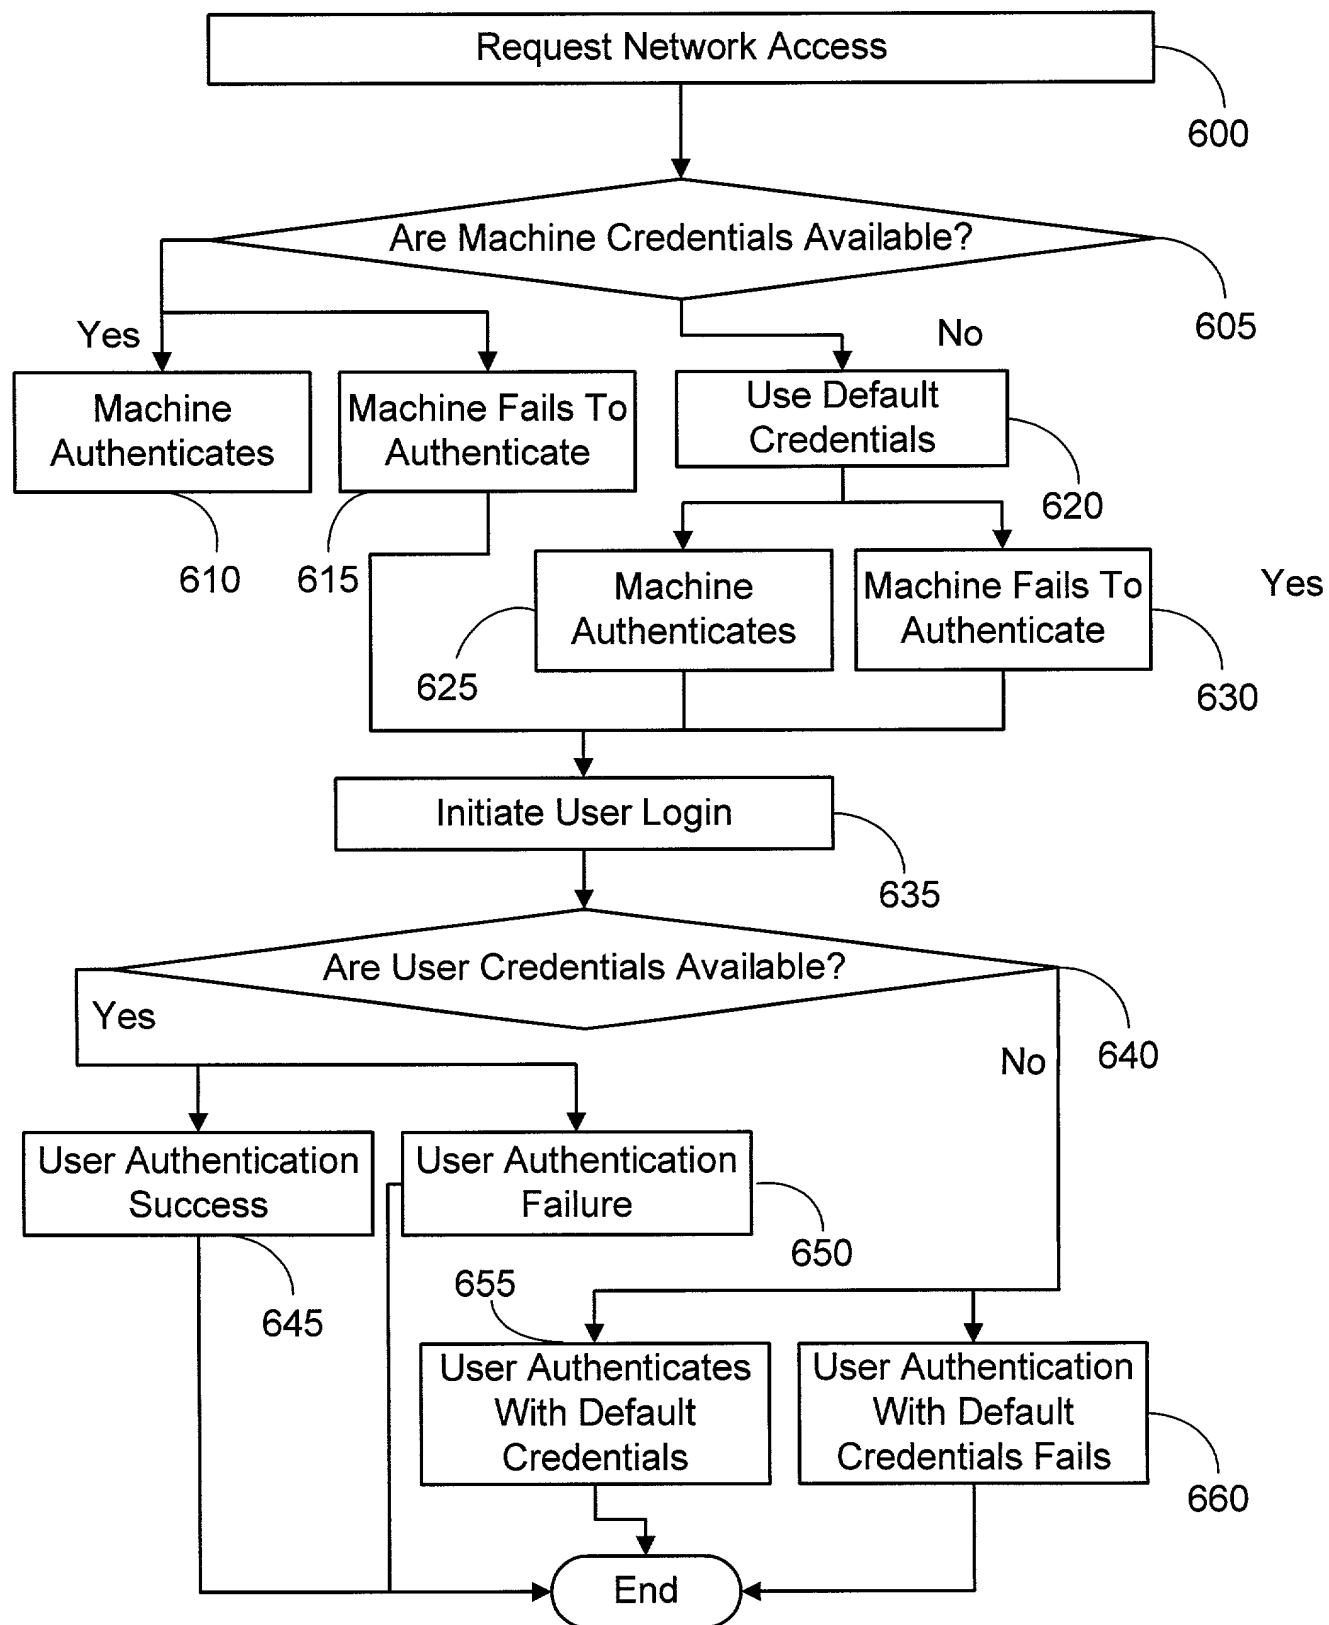 Request Network Access
600
Are Machine Credentials Available?
605
Yes
No
Machine
Authenticates
Machine Fails To
Authenticate
Use Default
Credentials
620
610
615
Machine
Authenticates
Machine Fails To
Authenticate
Yes
625
630
Initiate User Login
635
Are User Credentials Available?
Yes
No
640
User Authentication
Success
User Authentication
Failure
650
645
655
User Authenticates
With Default
Credentials
User Authentication
With Default
Credentials Fails
660
End